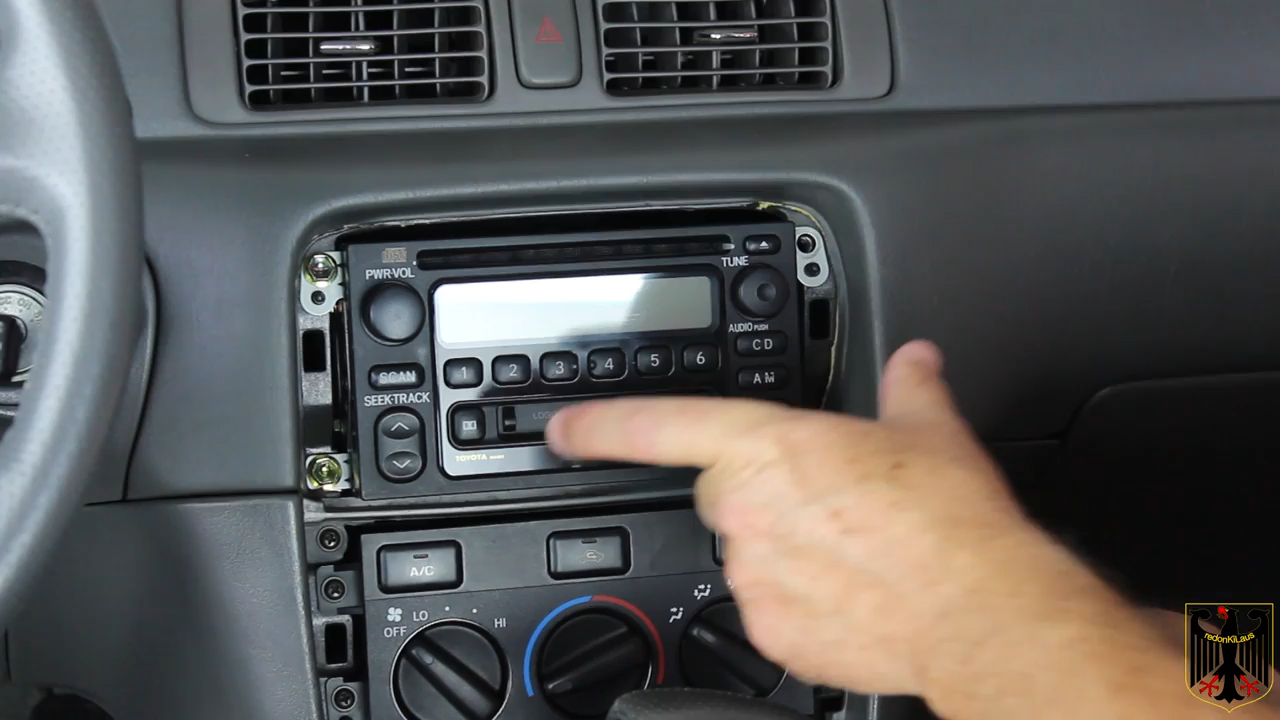 PWR·VOL
TUNE
AUDIO PUSH
1 2 3 4 5 6
CD
SCAN
AM
SEEK·TRACK
TOYOTA
A/C
LO
HI
OFF
redonKiLaus